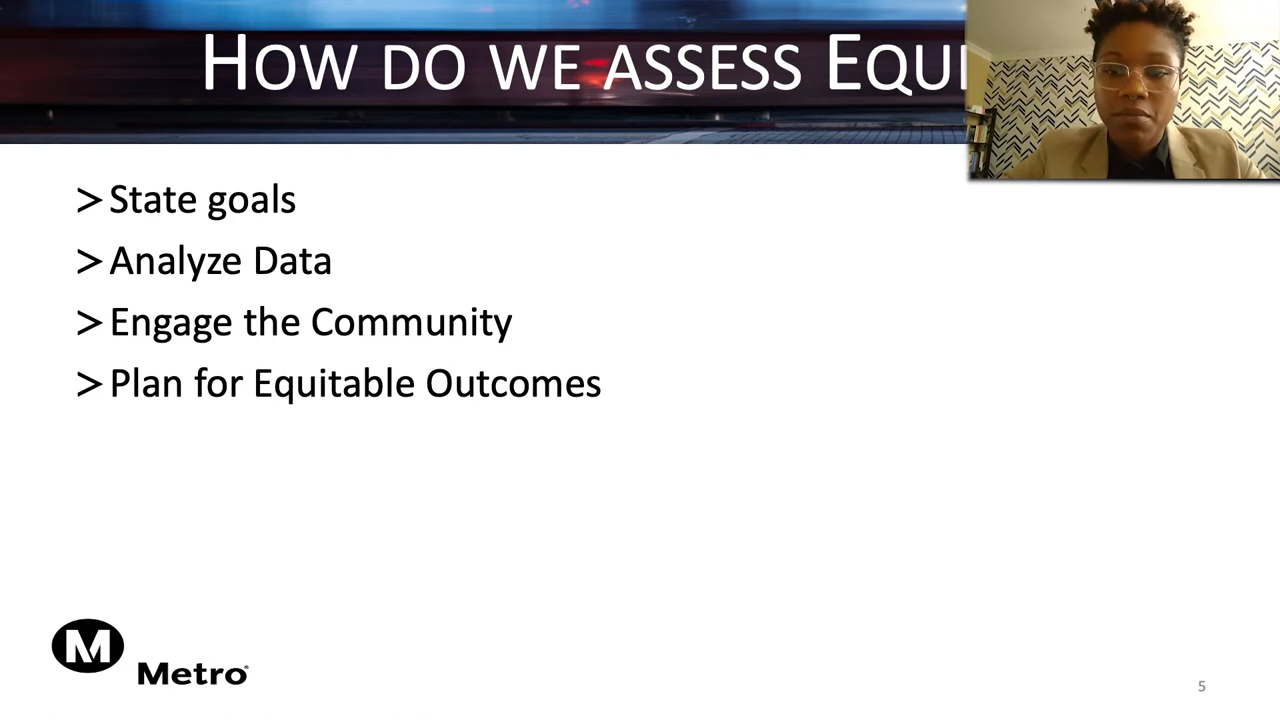 HOW DO WE ASSESS EQUI
> State goals
> Analyze Data
> Engage the Community
> Plan for Equitable Outcomes
M
Metro
5